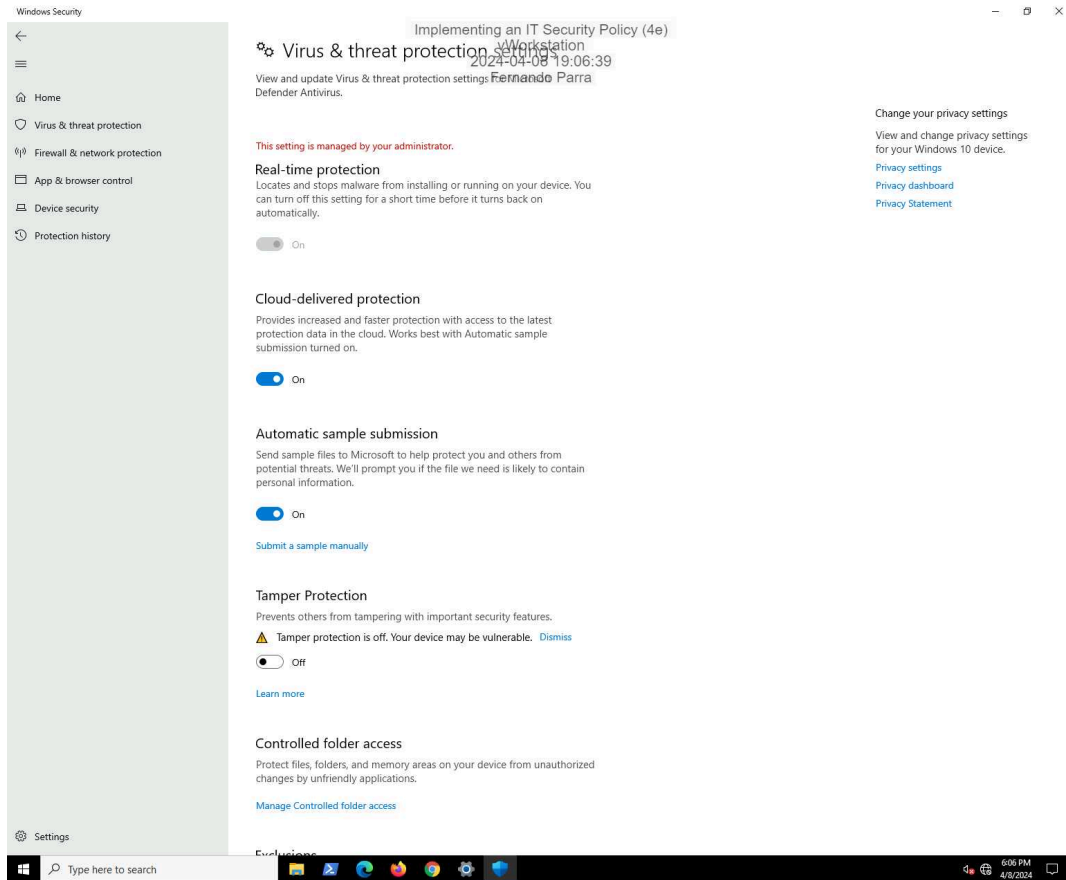 Windows Security
Implementing an IT Security Policy (4e)
vWorkstation
2024-04-08 19:06:39
Fernando Parra
Home
Virus & threat protection
Firewall & network protection
App & browser control
Device security
Protection history
Settings
Virus & threat protection settings
View and update Virus & threat protection settings for Microsoft
Defender Antivirus.
This setting is managed by your administrator.
Real-time protection
Locates and stops malware from installing or running on your device. You
can turn off this setting for a short time before it turns back on
automatically.
On
Cloud-delivered protection
Provides increased and faster protection with access to the latest
protection data in the cloud. Works best with Automatic sample
submission turned on.
On
Automatic sample submission
Send sample files to Microsoft to help protect you and others from
potential threats. We'll prompt you if the file we need is likely to contain
personal information.
On
Submit a sample manually
Tamper Protection
Prevents others from tampering with important security features.
Tamper protection is off. Your device may be vulnerable. Dismiss
Off
Learn more
Controlled folder access
Protect files, folders, and memory areas on your device from unauthorized
changes by unfriendly applications.
Manage Controlled folder access
Exclusions
Change your privacy settings
View and change privacy settings
for your Windows 10 device.
Privacy settings
Privacy dashboard
Privacy Statement
Type here to search
6:06 PM
4/8/2024